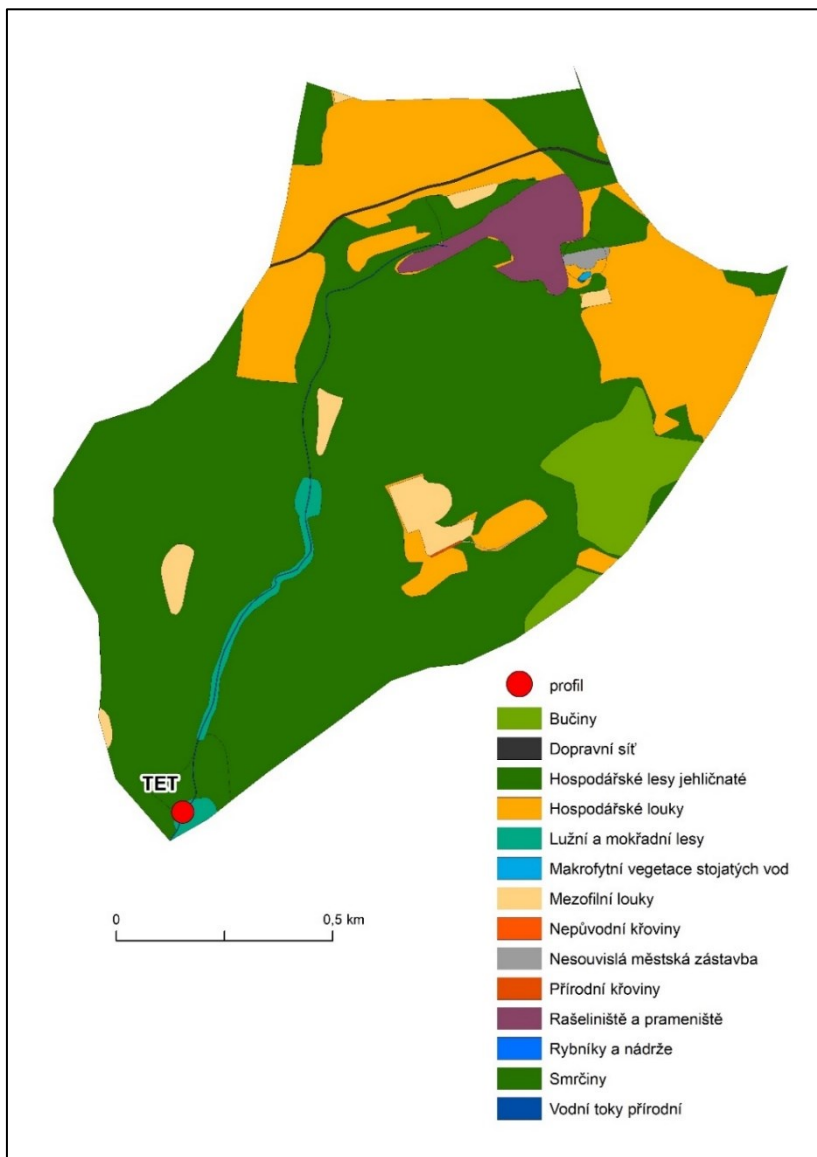 TET
0
0,5 km
profil
Bučiny
Dopravní síť
Hospodářské lesy jehličnaté
Hospodářské louky
Lužní a mokřadní lesy
Makrofytní vegetace stojatých vod
Mezofilní louky
Nepůvodní křoviny
Nesouvislá městská zástavba
Přírodní křoviny
Rašeliniště a prameniště
Rybníky a nádrže
Smrčiny
Vodní toky přírodní